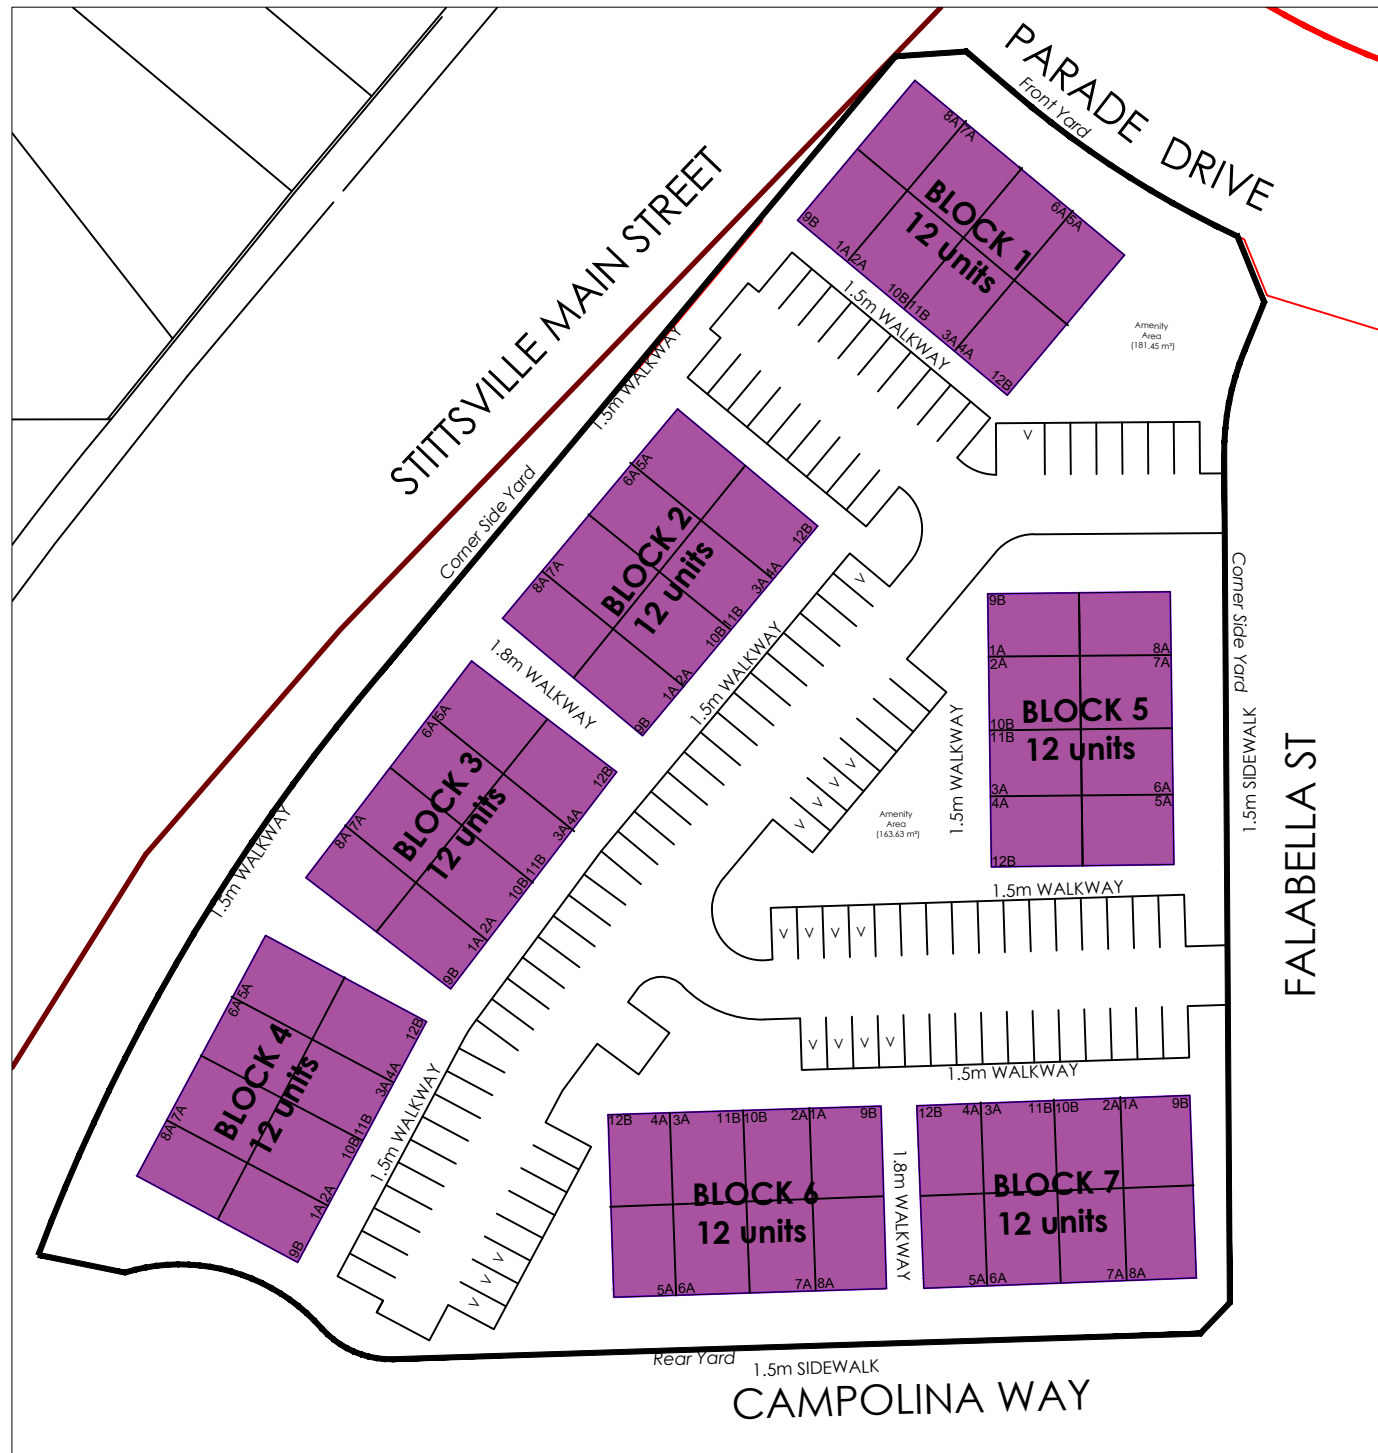 PARADE DRIVE
Front Yard
STITTSVILLE MAIN STREET
8A 7A
6A 5A
BLOCK 1
12 units
9B
1A 2A
10B 11B
3A 4A
12B
1.5m WALKWAY
Amenity
Area
(181.45 m²)
1.5m WALKWAY
Corner Side Yard
V
6A 5A
BLOCK 2
12 units
12B
8A 7A
3A 4A
10B 11B
1A 2A
9B
V
1.8m WALKWAY
1.5m WALKWAY
6A 5A
BLOCK 3
12 units
12B
8A 7A
3A 4A
10B 11B
1A 2A
9B
1.5m WALKWAY
6A 5A
BLOCK 4
12 units
12B
8A 7A
3A 4A
10B 11B
1A 2A
9B
1.5m WALKWAY
9B
1A
2A
8A
7A
10B
11B
BLOCK 5
12 units
3A
4A
6A
5A
12B
1.5m WALKWAY
Corner Side Yard
1.5m SIDEWALK
FALABELLA ST
V
V
V
V
Amenity
Area
(163.63 m²)
1.5m WALKWAY
V V V V
V V V V
1.5m WALKWAY
12B 4A 3A 11B 10B 2A 1A 9B
BLOCK 6
12 units
5A 6A 7A 8A
1.8m WALKWAY
12B 4A 3A 11B 10B 2A 1A 9B
BLOCK 7
12 units
5A 6A 7A 8A
V
V
V
Rear Yard
1.5m SIDEWALK
CAMPOLINA WAY